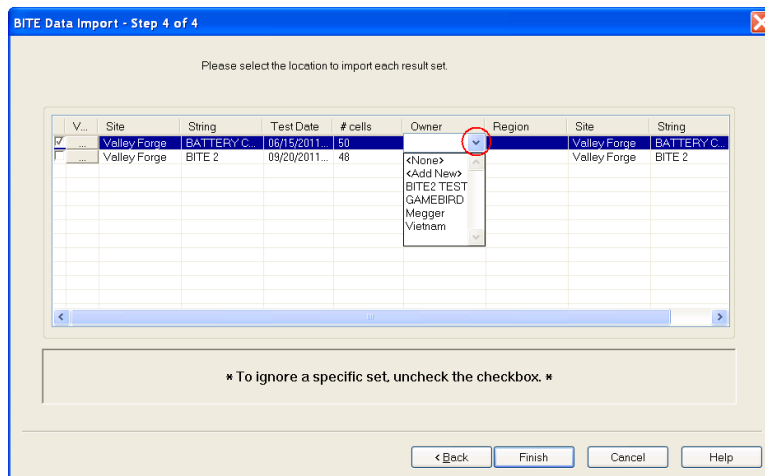 BITE Data Import - Step 4 of 4
Please select the location to import each result set.
V... Site String Test Date # cells Owner Region Site String
... Valley Forge BATTERY C... 06/15/2011... 50 Valley Forge BATTERY C...
... Valley Forge BITE 2 09/20/2011... 48 Valley Forge BITE 2
<None>
<Add New>
BITE2 TEST
GAMEBIRD
Megger
Vietnam
* To ignore a specific set, uncheck the checkbox. *
< Back Finish Cancel Help